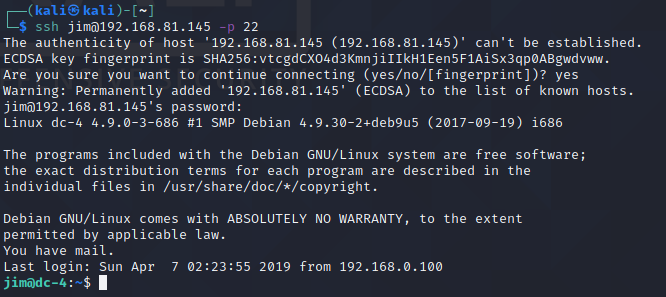 ┌──(kali㉿kali)-[~]
└─$ ssh jim@192.168.81.145 -p 22
The authenticity of host '192.168.81.145 (192.168.81.145)' can't be established.
ECDSA key fingerprint is SHA256:vtcgdCXO4d3KmnjiIIkH1Een5F1AiSx3qp0ABgwdvww.
Are you sure you want to continue connecting (yes/no/[fingerprint])? yes
Warning: Permanently added '192.168.81.145' (ECDSA) to the list of known hosts.
jim@192.168.81.145's password:
Linux dc-4 4.9.0-3-686 #1 SMP Debian 4.9.30-2+deb9u5 (2017-09-19) i686

The programs included with the Debian GNU/Linux system are free software;
the exact distribution terms for each program are described in the
individual files in /usr/share/doc/*/copyright.

Debian GNU/Linux comes with ABSOLUTELY NO WARRANTY, to the extent
permitted by applicable law.
You have mail.
Last login: Sun Apr  7 02:23:55 2019 from 192.168.0.100
jim@dc-4:~$